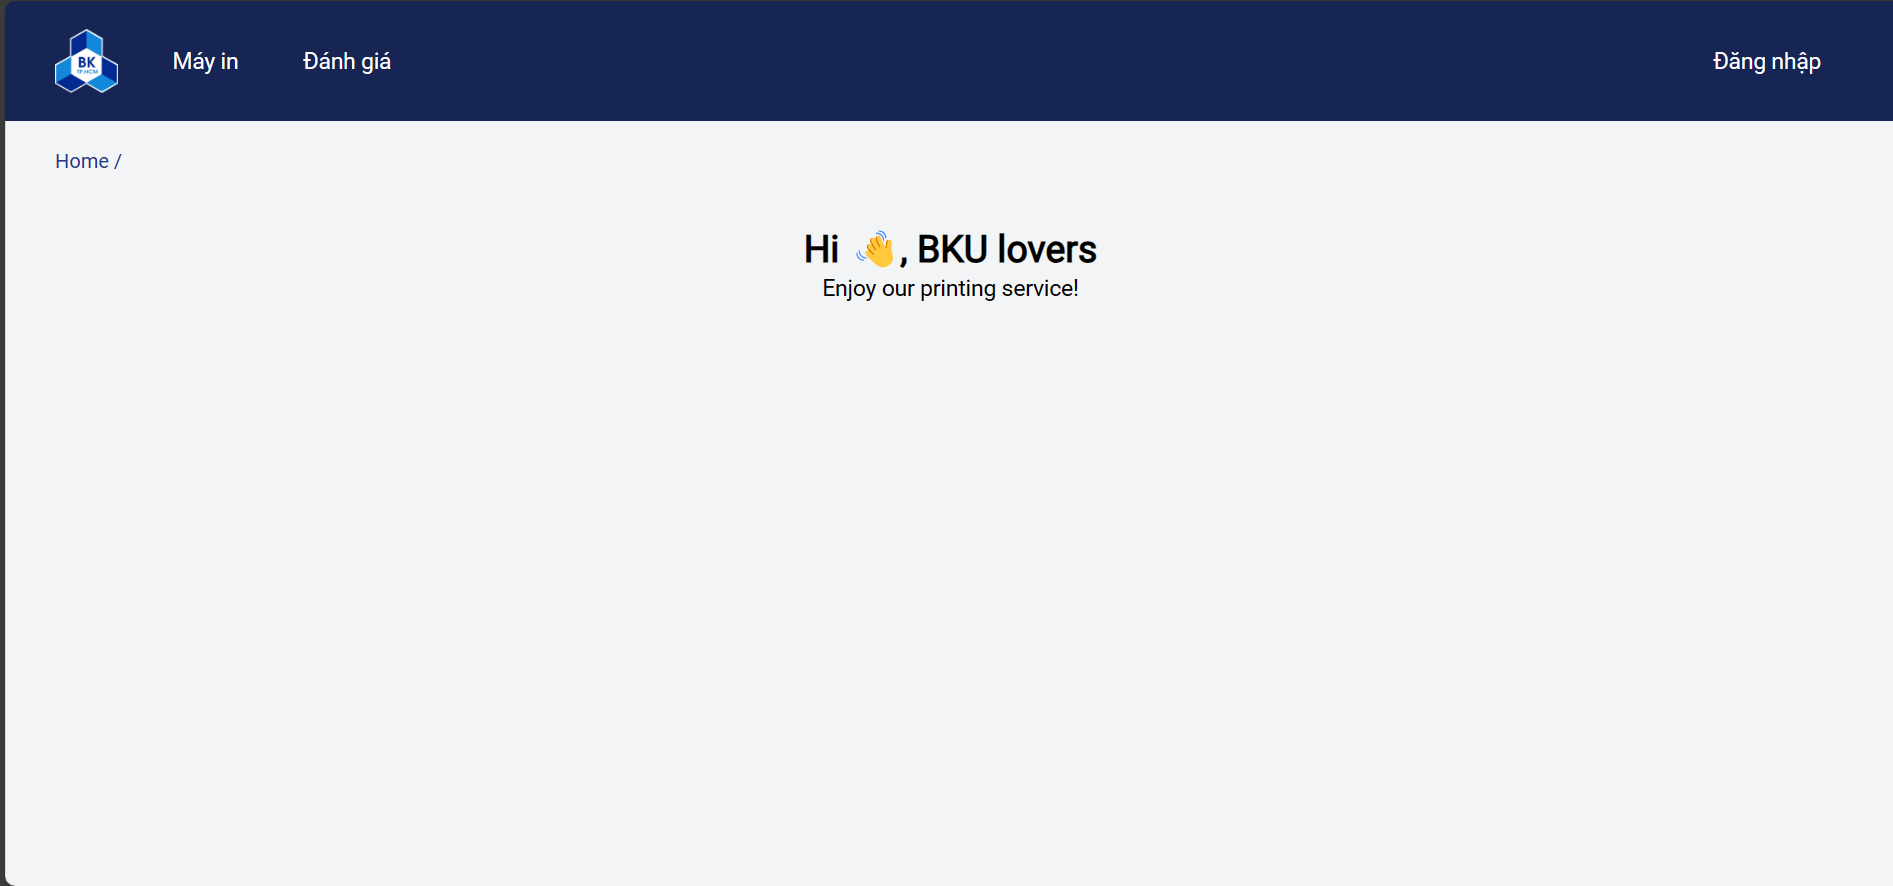 BK
TP.HCM
Máy in
Đánh giá
Đăng nhập
Home /
Hi 👋, BKU lovers
Enjoy our printing service!